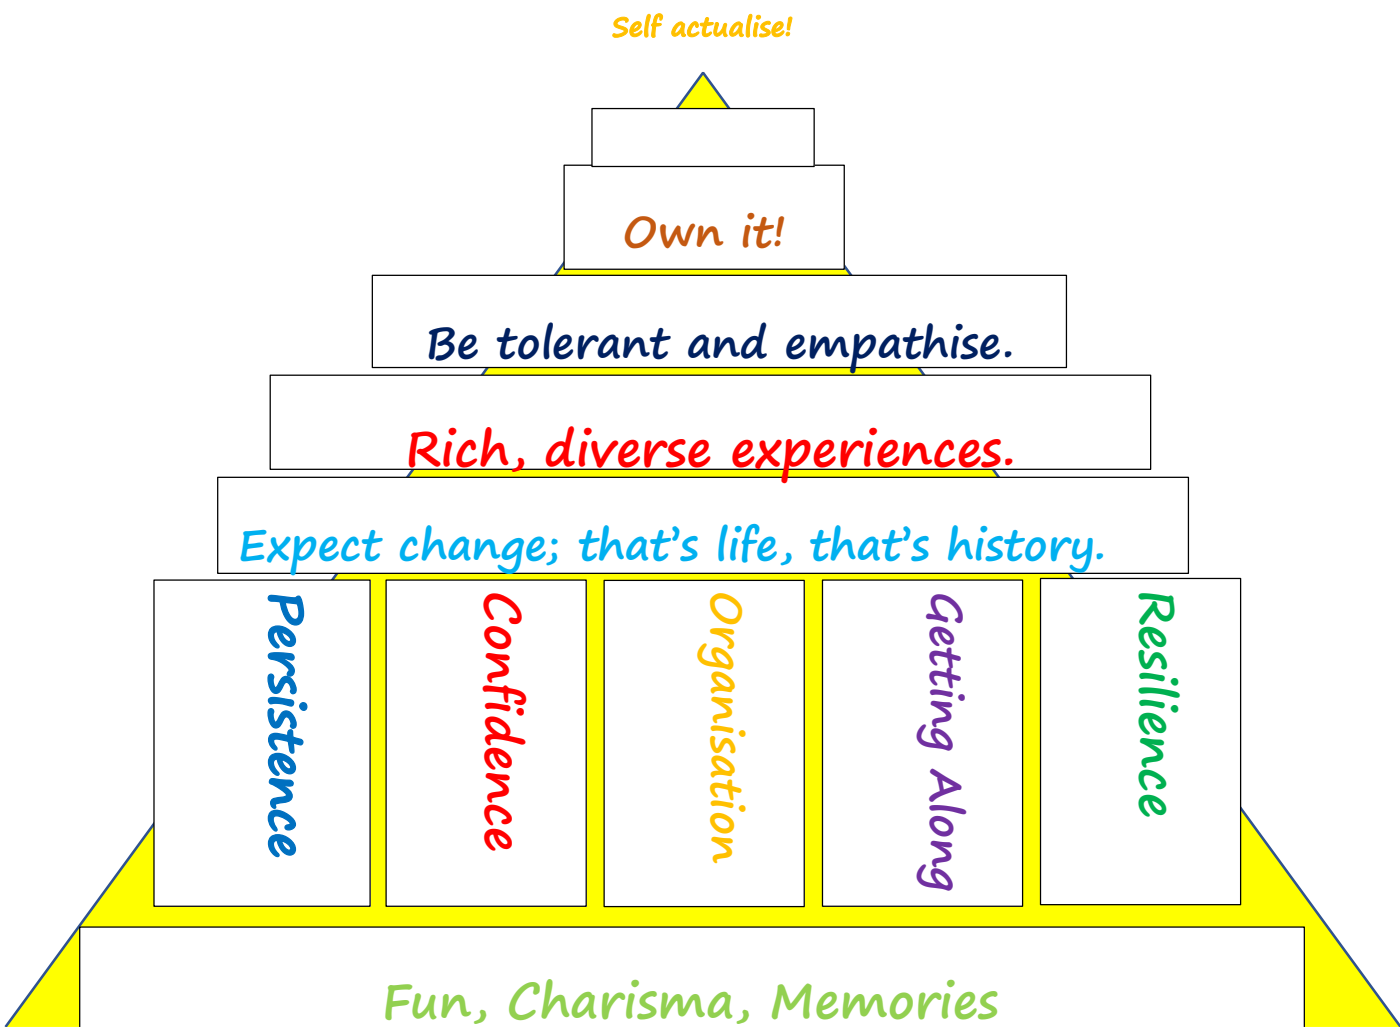 Self actualise!
Own it!
Be tolerant and empathise.
Rich, diverse experiences.
Expect change; that’s life, that’s history.
Persistence
Confidence
Organisation
Getting Along
Resilience
Fun, Charisma, Memories